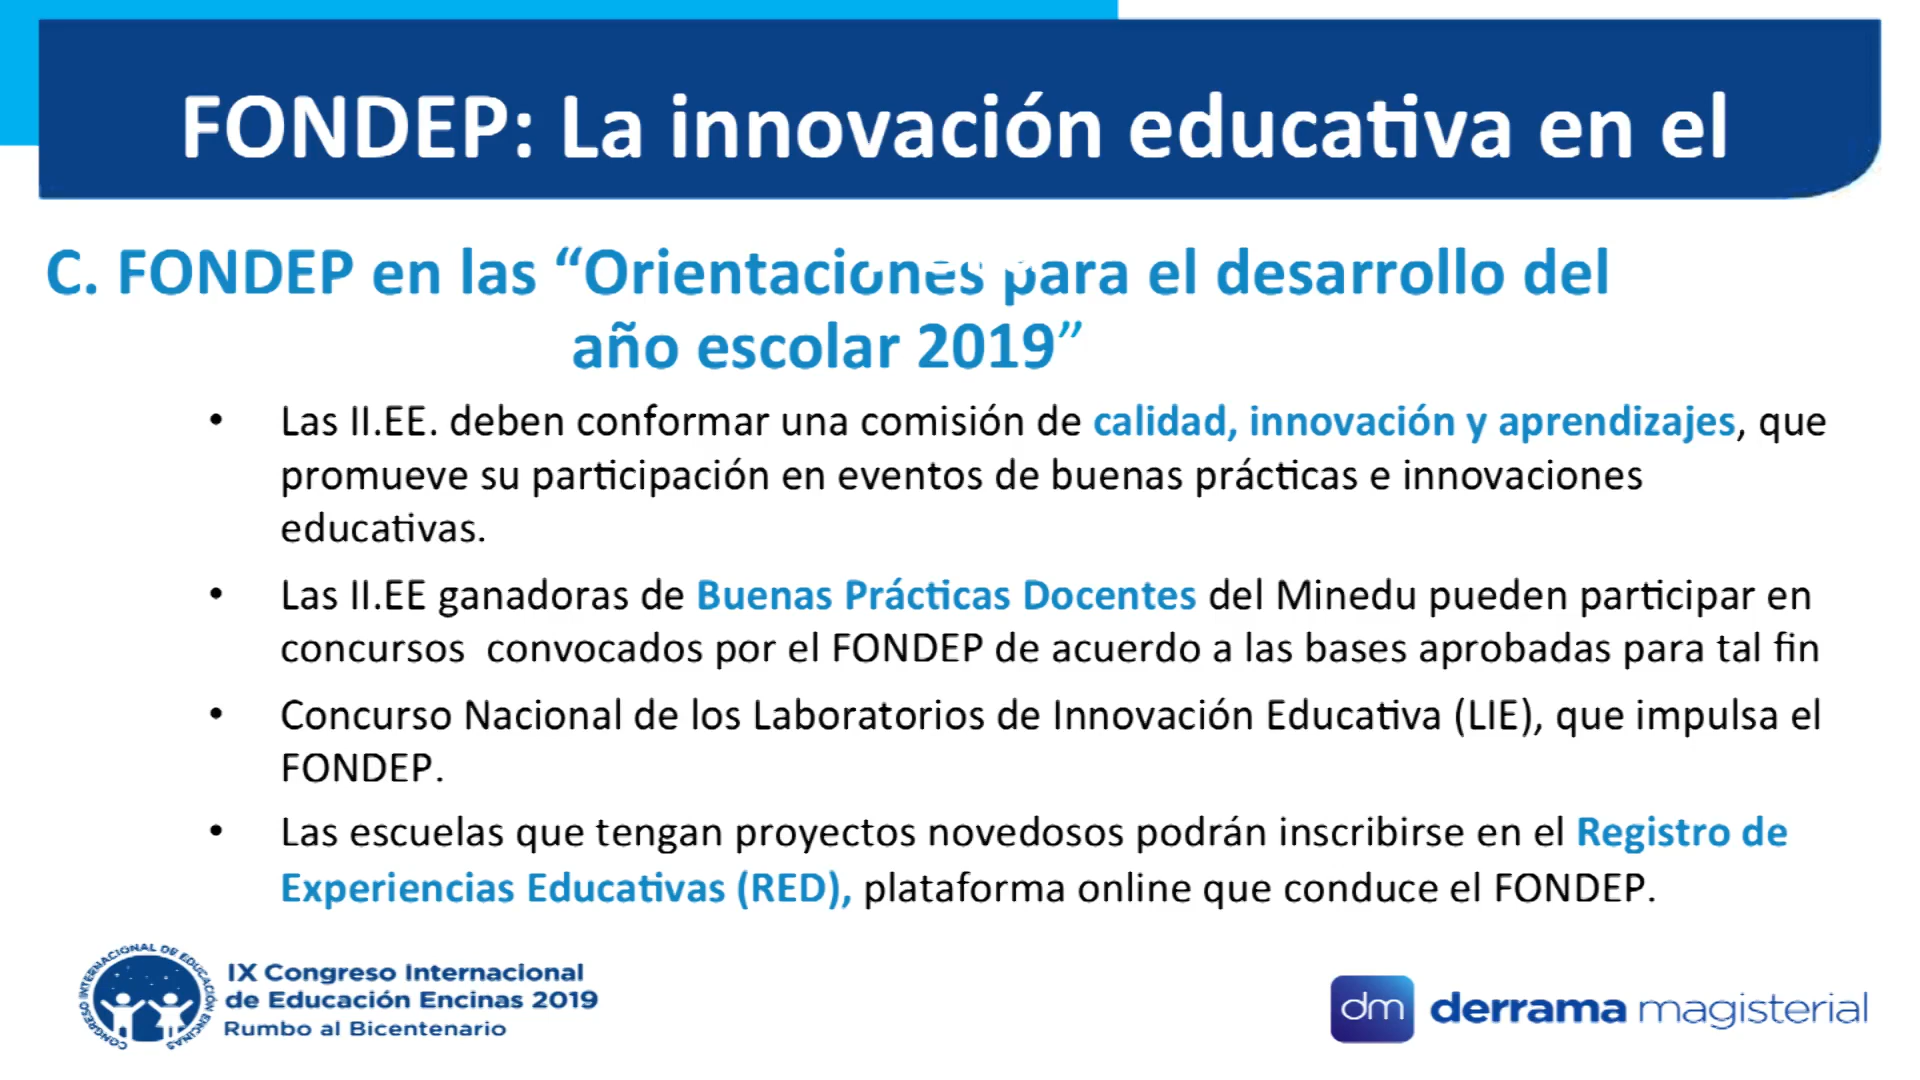 FONDEP: La innovación educativa en el
C. FONDEP en las “Orientaciones para el desarrollo del
año escolar 2019”
• Las II.EE. deben conformar una comisión de calidad, innovación y aprendizajes, que
promueve su participación en eventos de buenas prácticas e innovaciones
educativas.
• Las II.EE ganadoras de Buenas Prácticas Docentes del Minedu pueden participar en
concursos convocados por el FONDEP de acuerdo a las bases aprobadas para tal fin
• Concurso Nacional de los Laboratorios de Innovación Educativa (LIE), que impulsa el
FONDEP.
• Las escuelas que tengan proyectos novedosos podrán inscribirse en el Registro de
Experiencias Educativas (RED), plataforma online que conduce el FONDEP.
CONGRESO INTERNACIONAL DE EDUCACIÓN ENCINAS
IX Congreso Internacional
de Educación Encinas 2019
Rumbo al Bicentenario
dm derrama magisterial